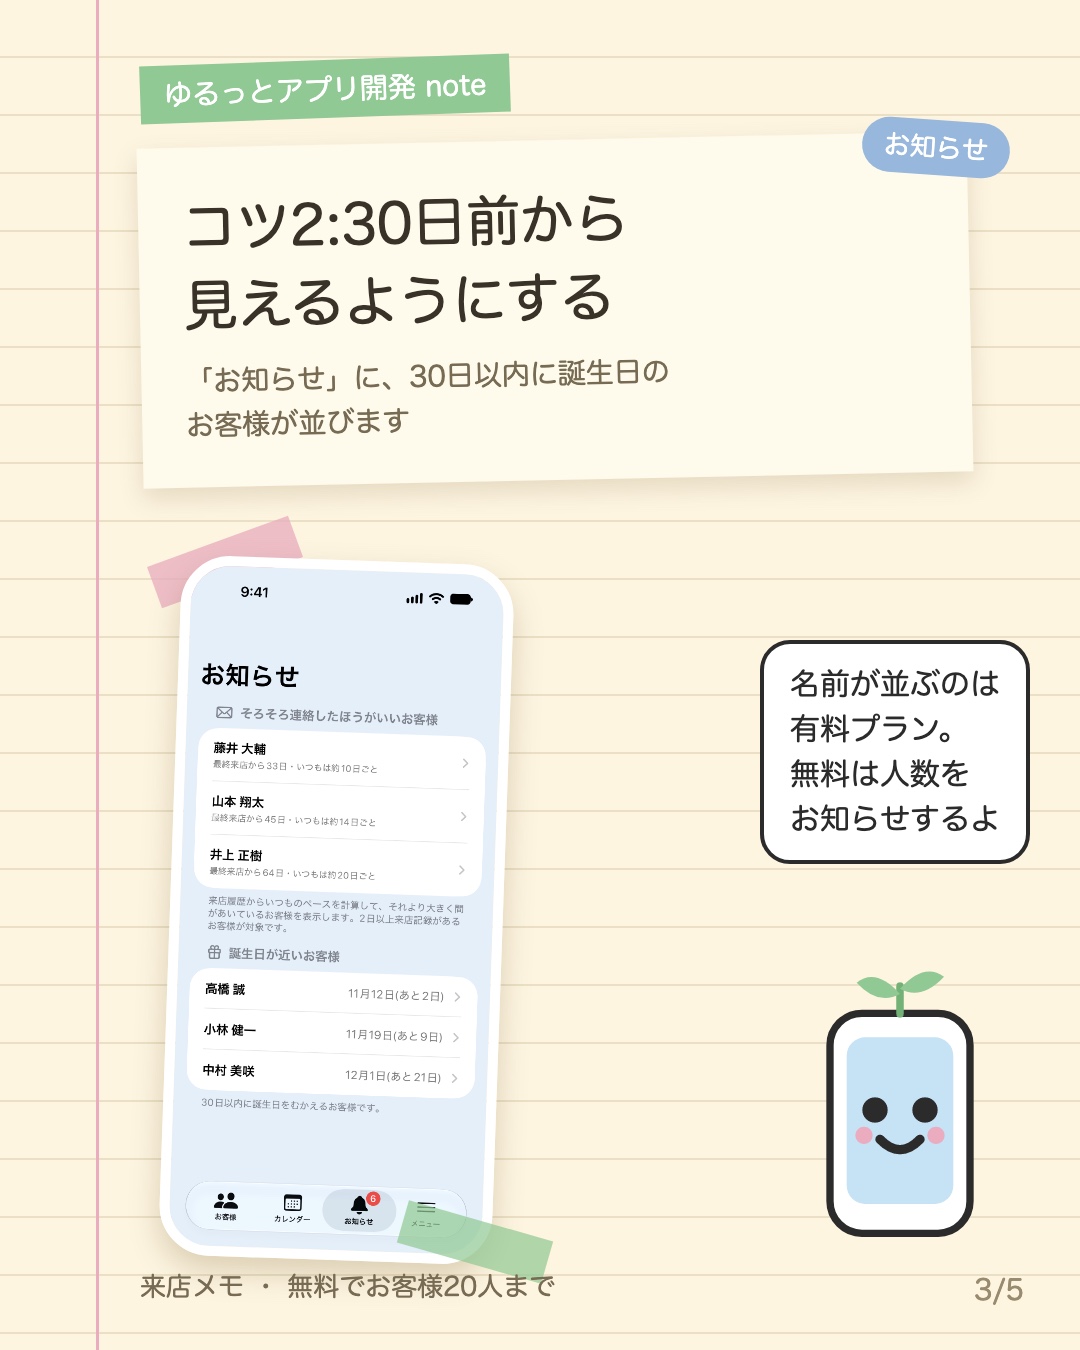 ゆるっとアプリ開発 note
お知らせ
コツ2:30日前から
見えるようにする
「お知らせ」に、30日以内に誕生日の
お客様が並びます
9:41
お知らせ
そろそろ連絡したほうがいいお客様
藤井 大輔
最終来店から33日・いつもは約10日ごと
山本 翔太
最終来店から45日・いつもは約14日ごと
井上 正樹
最終来店から64日・いつもは約20日ごと
来店履歴からいつものペースを計算して、それより大きく間
があいているお客様を表示します。2日以上来店記録がある
お客様が対象です。
誕生日が近いお客様
高橋 誠
11月12日(あと2日)
小林 健一
11月19日(あと9日)
中村 美咲
12月1日(あと21日)
30日以内に誕生日をむかえるお客様です。
お客様
カレンダー
6
お知らせ
メニュー
名前が並ぶのは
有料プラン。
無料は人数を
お知らせするよ
来店メモ ・ 無料でお客様20人まで
3/5